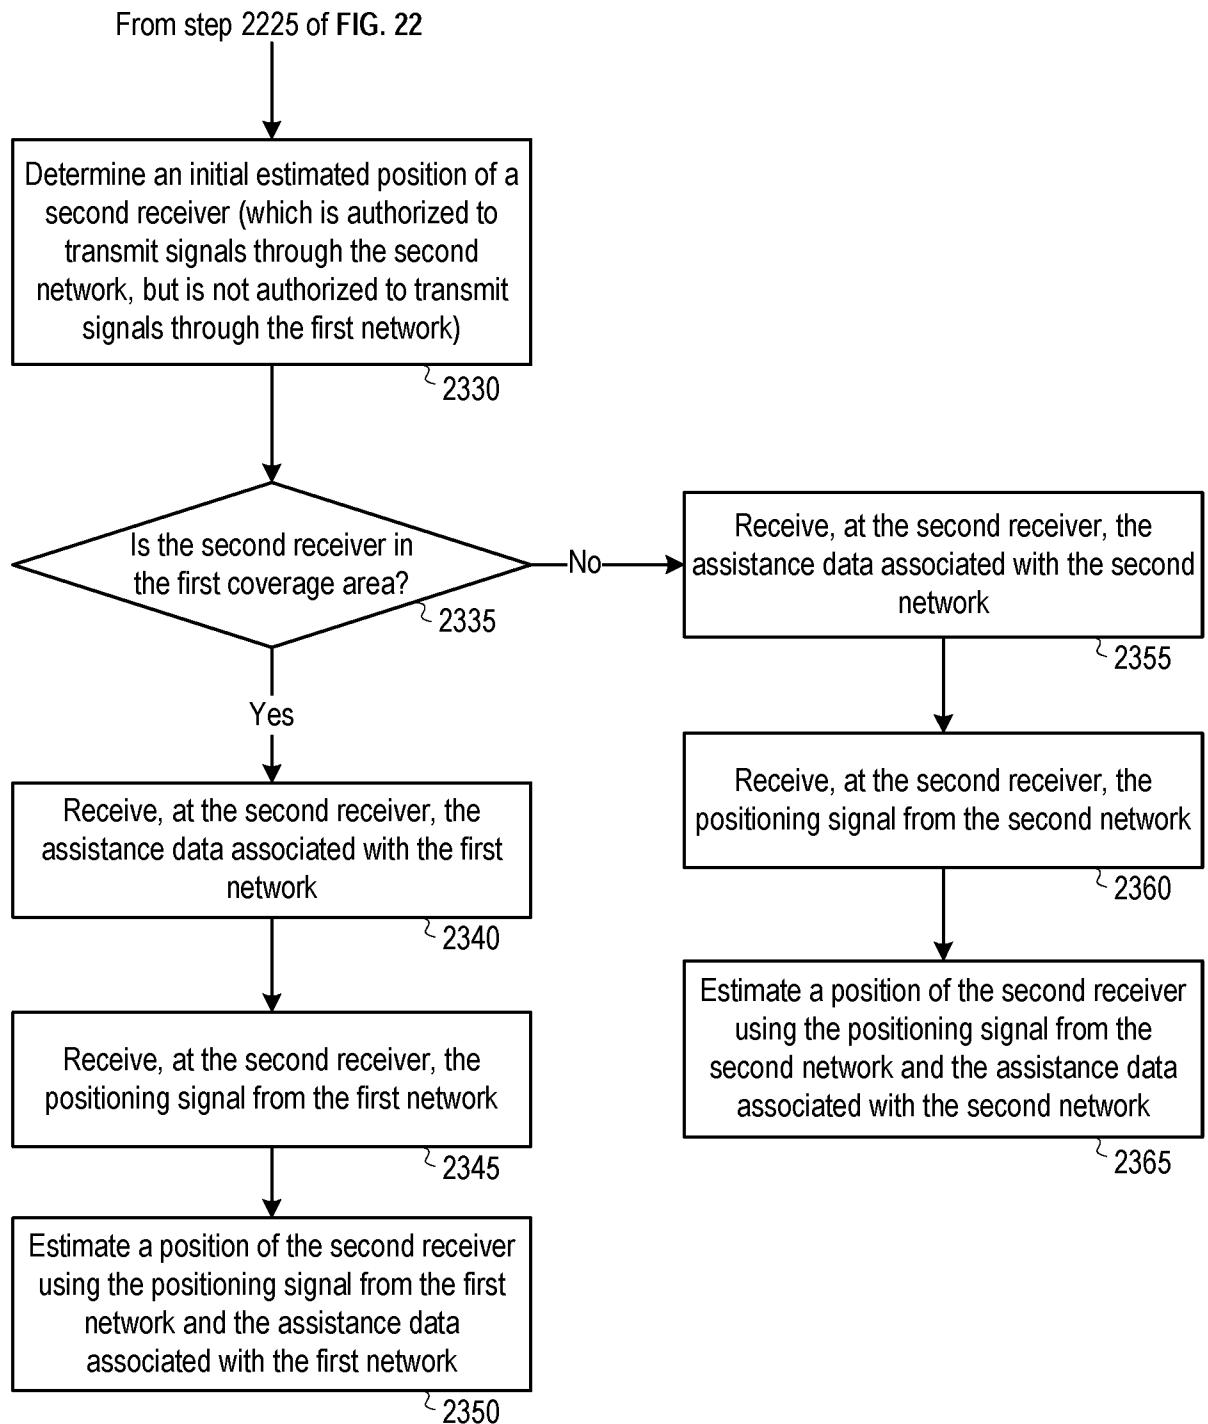 From step 2225 of FIG. 22
Determine an initial estimated position of a
second receiver (which is authorized to
transmit signals through the second
network, but is not authorized to transmit
signals through the first network)
2330
Is the second receiver in
the first coverage area?
2335
No
Yes
Receive, at the second receiver, the
assistance data associated with the first
network
2340
Receive, at the second receiver, the
positioning signal from the first network
2345
Estimate a position of the second receiver
using the positioning signal from the first
network and the assistance data
associated with the first network
2350
Receive, at the second receiver, the
assistance data associated with the second
network
2355
Receive, at the second receiver, the
positioning signal from the second network
2360
Estimate a position of the second receiver
using the positioning signal from the
second network and the assistance data
associated with the second network
2365